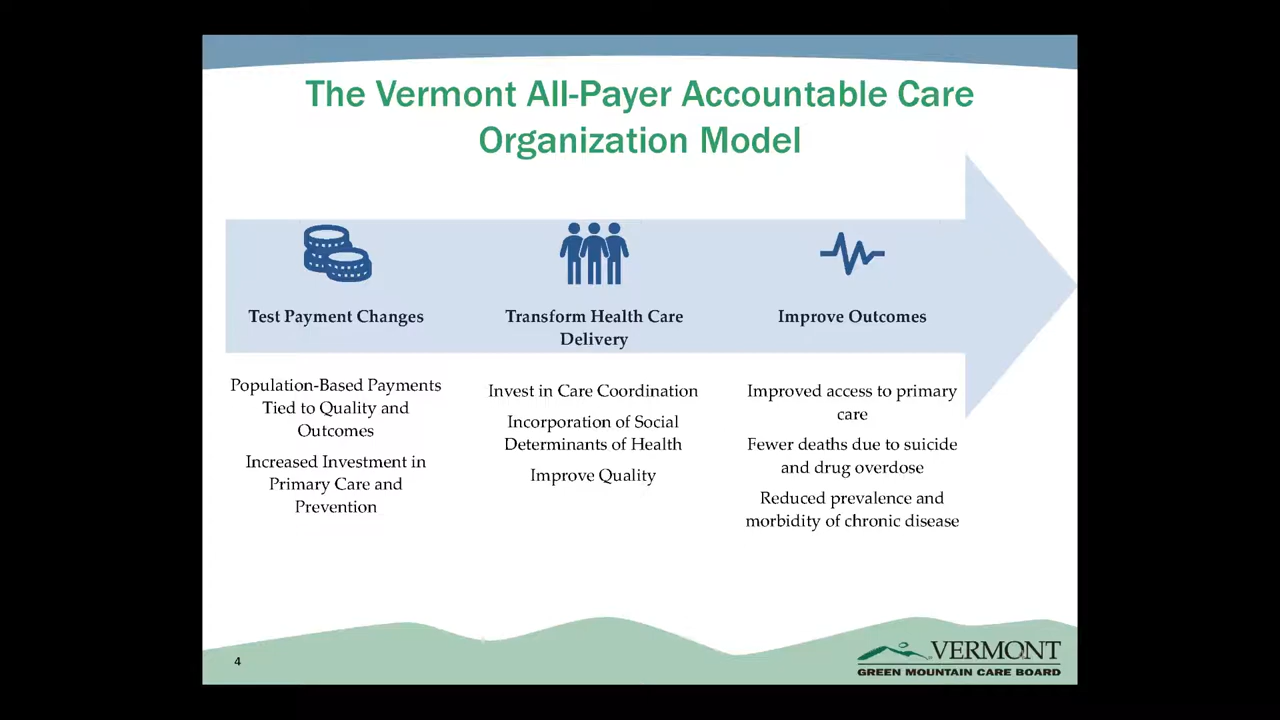 The Vermont All-Payer Accountable Care
Organization Model
Test Payment Changes
Population-Based Payments
Tied to Quality and
Outcomes
Increased Investment in
Primary Care and
Prevention
Transform Health Care
Delivery
Invest in Care Coordination
Incorporation of Social
Determinants of Health
Improve Quality
Improve Outcomes
Improved access to primary
care
Fewer deaths due to suicide
and drug overdose
Reduced prevalence and
morbidity of chronic disease
4
VERMONT
GREEN MOUNTAIN CARE BOARD